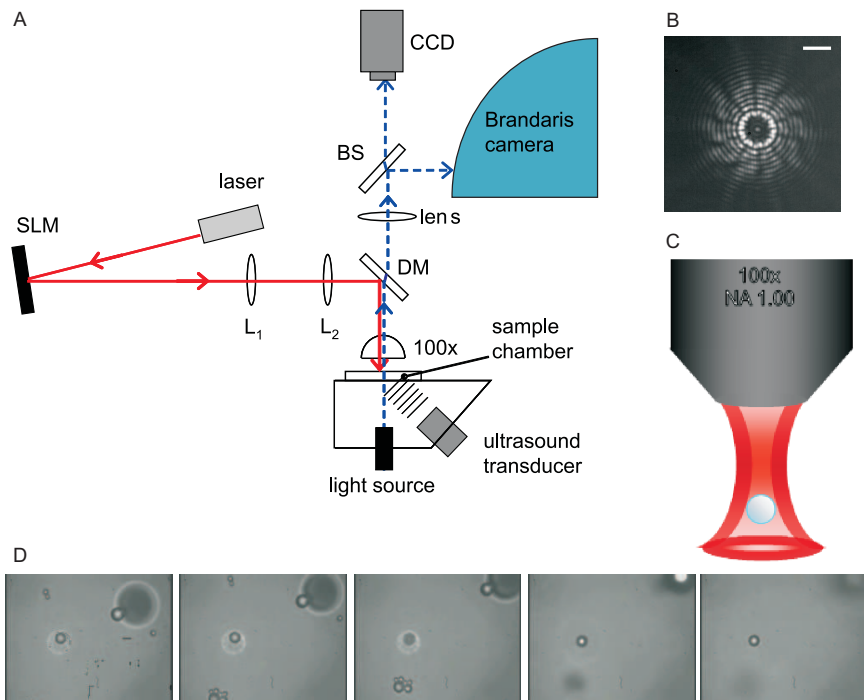 A
CCD
Brandaris
camera
BS
lens
laser
SLM
DM
L1
L2
100x
sample
chamber
ultrasound
transducer
light source
B
C
100x
NA 1.00
D